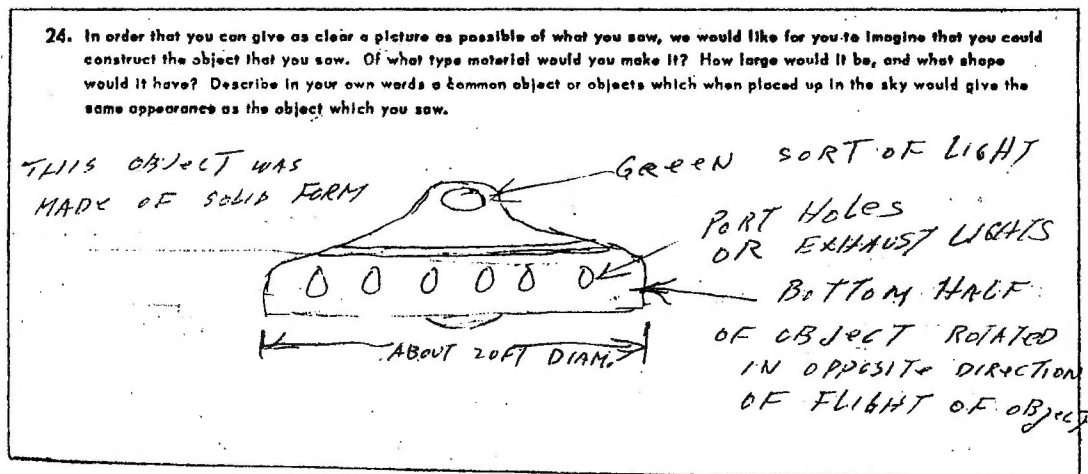 24. In order that you can give as clear a picture as possible of what you saw, we would like for you to imagine that you could
construct the object that you saw. Of what type material would you make it? How large would it be, and what shape
would it have? Describe in your own words a common object or objects which when placed up in the sky would give the
same appearance as the object which you saw.
THIS OBJECT WAS
MADE OF SOLID FORM
GREEN SORT OF LIGHT
PORT HOLES
OR EXHAUST LIGHTS
BOTTOM HALF
OF OBJECT ROTATED
IN OPPOSITE DIRECTION
OF FLIGHT OF OBJECT
ABOUT 20FT DIAM.